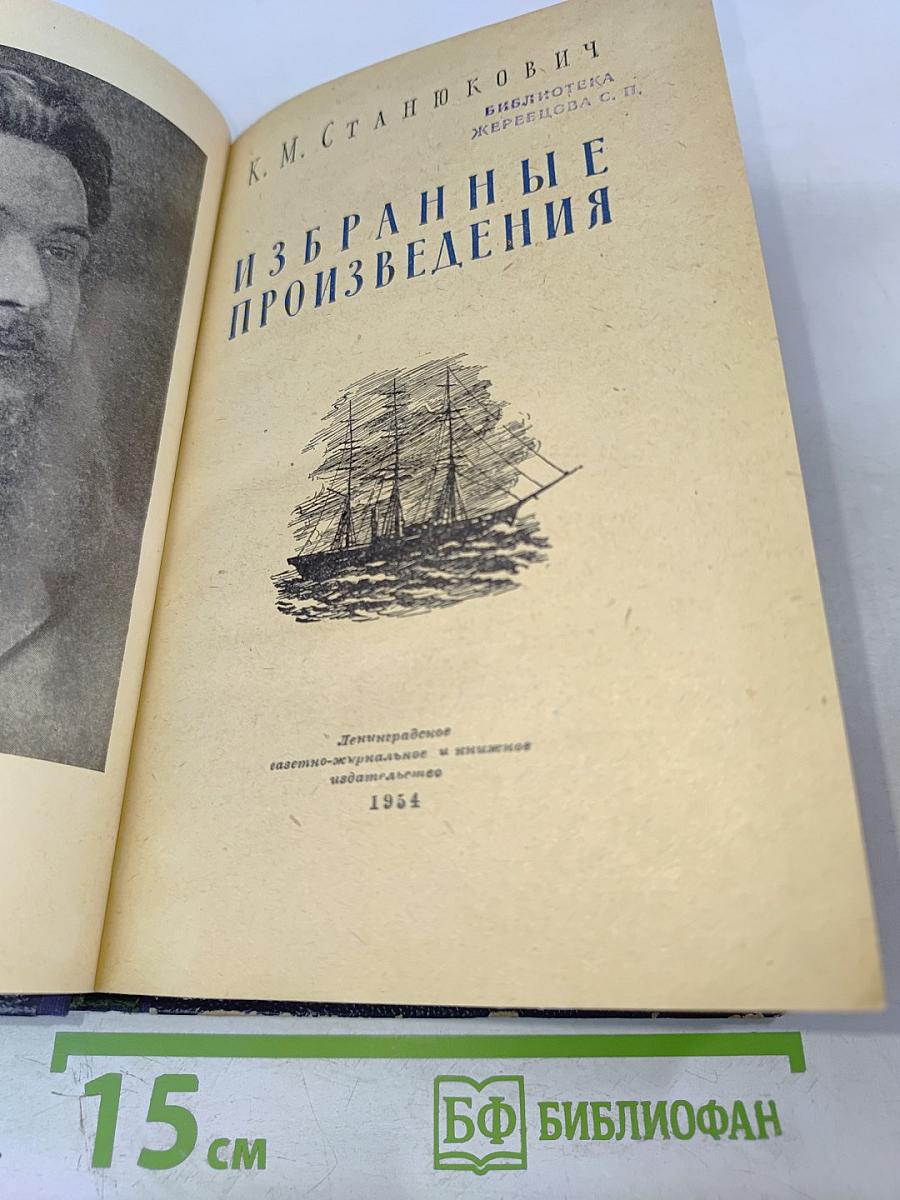 К. М. СТАНЮКОВИЧ
БИБЛИОТЕКА
ЖЕРЕБЦОВА С. П.
ИЗБРАННЫЕ
ПРОИЗВЕДЕНИЯ
Ленинградское
газетно-журнальное и книжное
издательство
1954
15 см
БФ БИБЛИОФАН